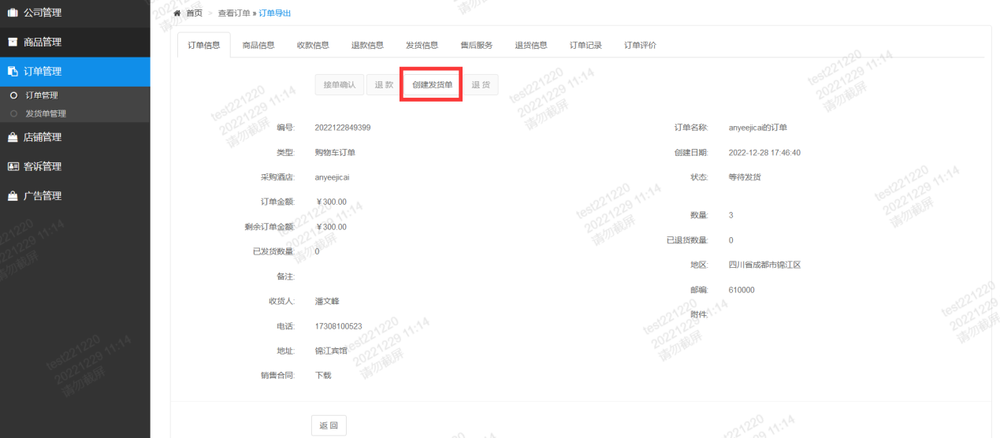 公司管理
商品管理
订单管理
订单管理
发货单管理
店铺管理
客诉管理
广告管理
首页 > 查看订单 » 订单导出
订单信息 商品信息 收款信息 退款信息 发货信息 售后服务 退货信息 订单记录 订单评价
接单确认 退 款 创建发货单 退 货
编号: 2022122849399 订单名称: anyeejicai的订单
类型: 购物车订单 创建日期: 2022-12-28 17:46:40
采购酒店: anyeejicai 状态: 等待发货
订单金额: ￥300.00
数量: 3
剩余订单金额: ￥300.00
已退货数量: 0
已发货数量: 0
地区: 四川省成都市锦江区
备注:
邮编: 610000
收货人: 潘文峰
附件:
电话: 17308100523
地址: 锦江宾馆
销售合同: 下载
返 回
test221220
20221229 11:14
请勿截屏